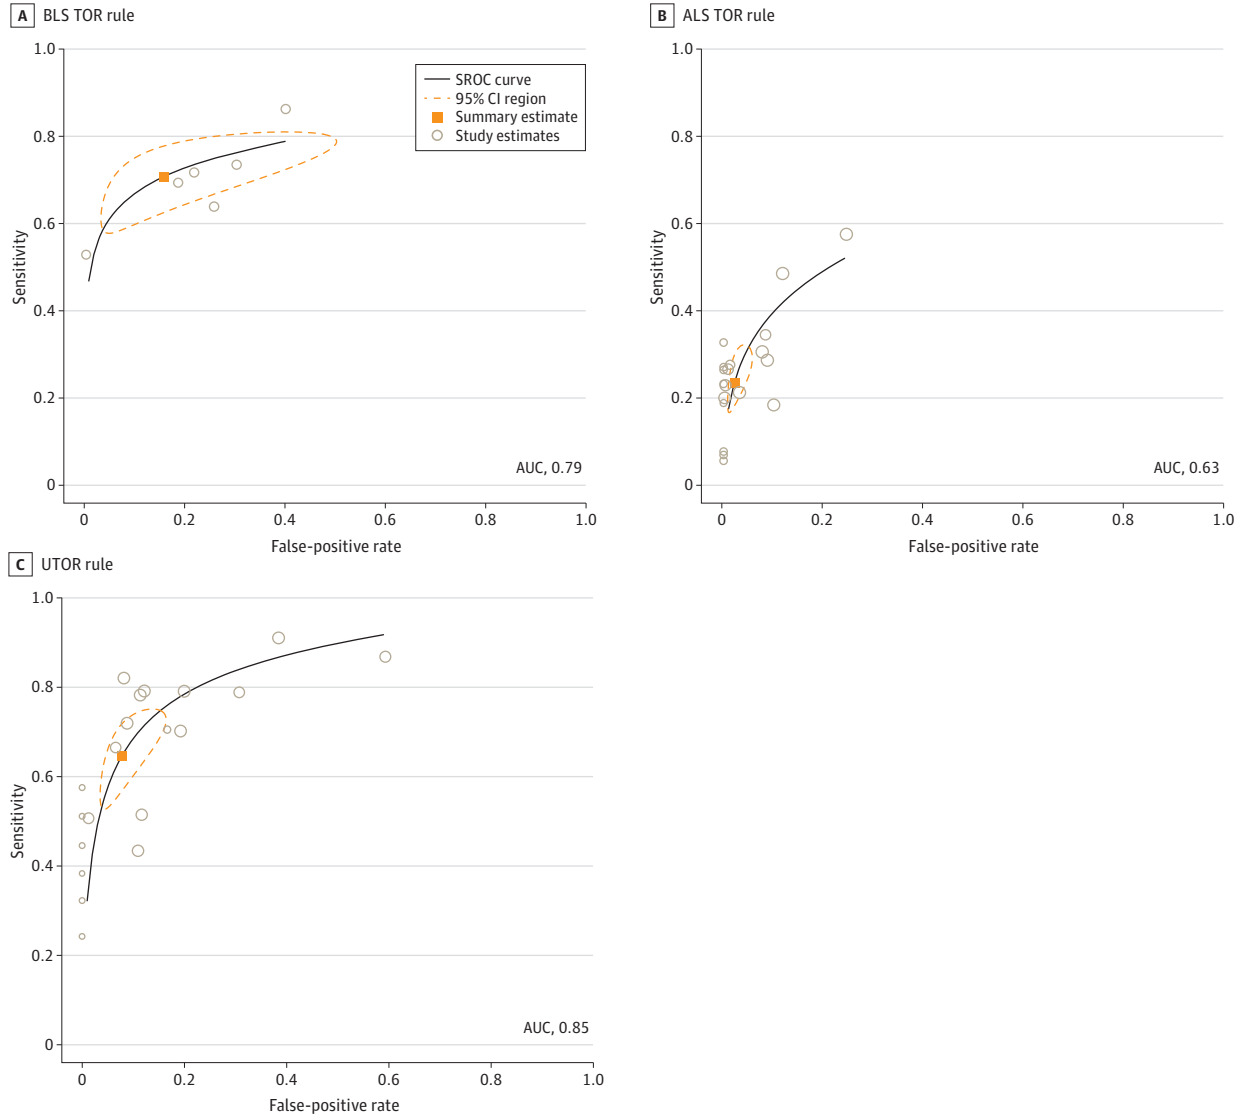 A BLS TOR rule
1.0
0.8
0.6
0.4
0.2
0
Sensitivity
SROC curve
95% CI region
Summary estimate
Study estimates
AUC, 0.79
0 0.2 0.4 0.6 0.8 1.0
False-positive rate
B ALS TOR rule
1.0
0.8
0.6
0.4
0.2
0
Sensitivity
AUC, 0.63
0 0.2 0.4 0.6 0.8 1.0
False-positive rate
C UTOR rule
1.0
0.8
0.6
0.4
0.2
0
Sensitivity
AUC, 0.85
0 0.2 0.4 0.6 0.8 1.0
False-positive rate